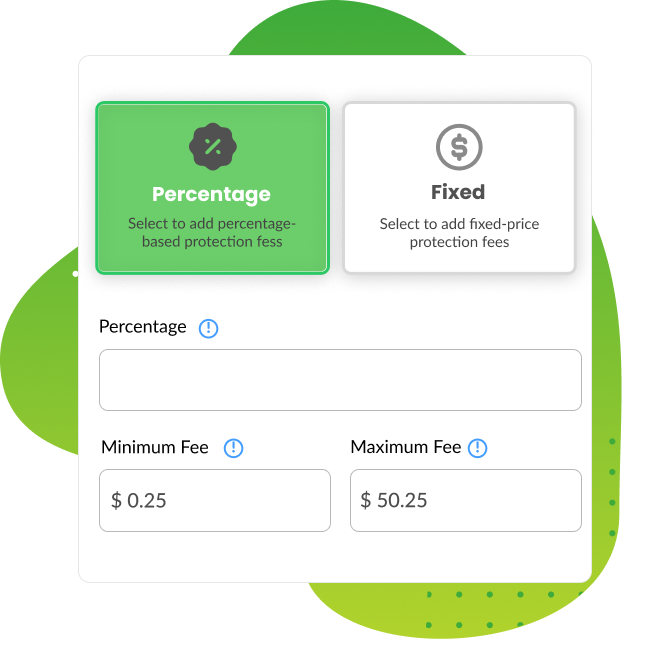 Percentage
Select to add percentage-
based protection fess
Fixed
Select to add fixed-price
protection fees
Percentage
Minimum Fee
Maximum Fee
$ 0.25
$ 50.25